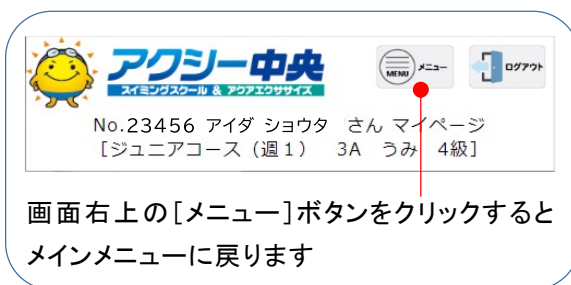 アクシー中央
スイミングスクール & アクアエクササイズ
MENU メニュー
ログアウト
No.23456 アイダ ショウタ さん マイページ
[ジュニアコース（週１） 3A うみ 4級]
画面右上の[メニュー]ボタンをクリックすると
メインメニューに戻ります